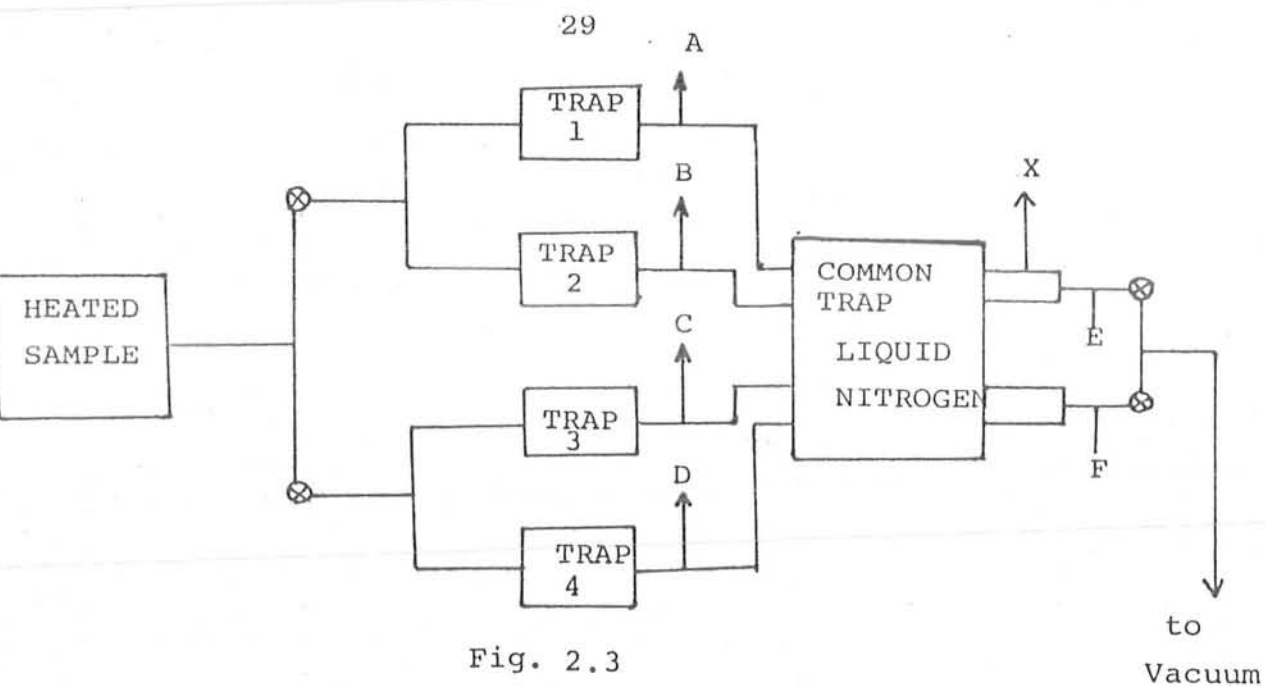 29
A
TRAP
1
B
TRAP
2
C
TRAP
3
D
TRAP
4
HEATED
SAMPLE
COMMON
TRAP
LIQUID
NITROGEN
X
E
F
to
Vacuum
Fig. 2.3